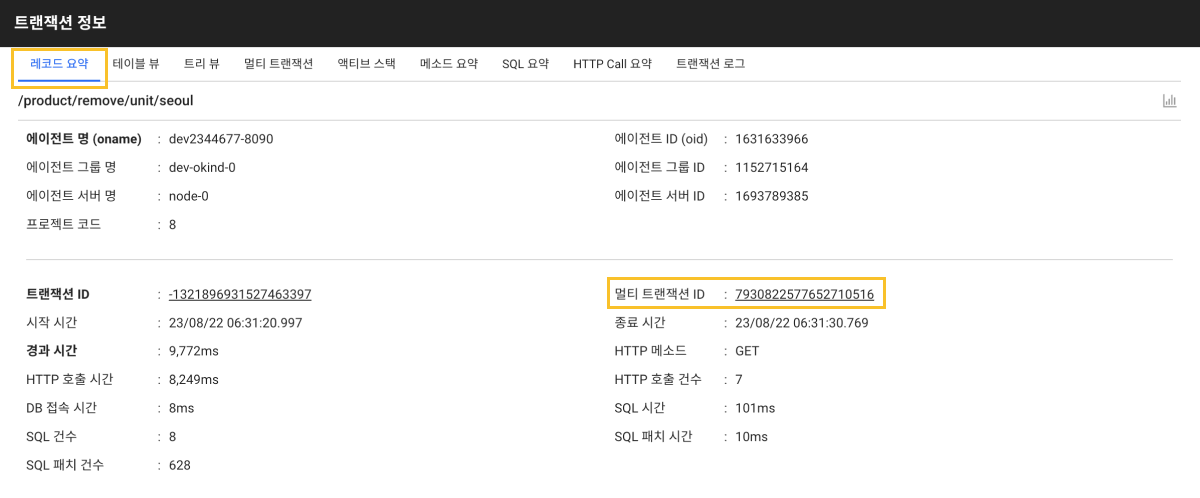 트랜잭션 정보
레코드 요약 테이블 뷰 트리 뷰 멀티 트랜잭션 액티브 스택 메소드 요약 SQL 요약 HTTP Call 요약 트랜잭션 로그
/product/remove/unit/seoul
에이전트 명 (oname) : dev2344677-8090 에이전트 ID (oid) : 1631633966
에이전트 그룹 명 : dev-okind-0 에이전트 그룹 ID : 1152715164
에이전트 서버 명 : node-0 에이전트 서버 ID : 1693789385
프로젝트 코드 : 8
트랜잭션 ID : -1321896931527463397 멀티 트랜잭션 ID : 7930822577652710516
시작 시간 : 23/08/22 06:31:20.997 종료 시간 : 23/08/22 06:31:30.769
경과 시간 : 9,772ms HTTP 메소드 : GET
HTTP 호출 시간 : 8,249ms HTTP 호출 건수 : 7
DB 접속 시간 : 8ms SQL 시간 : 101ms
SQL 건수 : 8 SQL 패치 시간 : 10ms
SQL 패치 건수 : 628